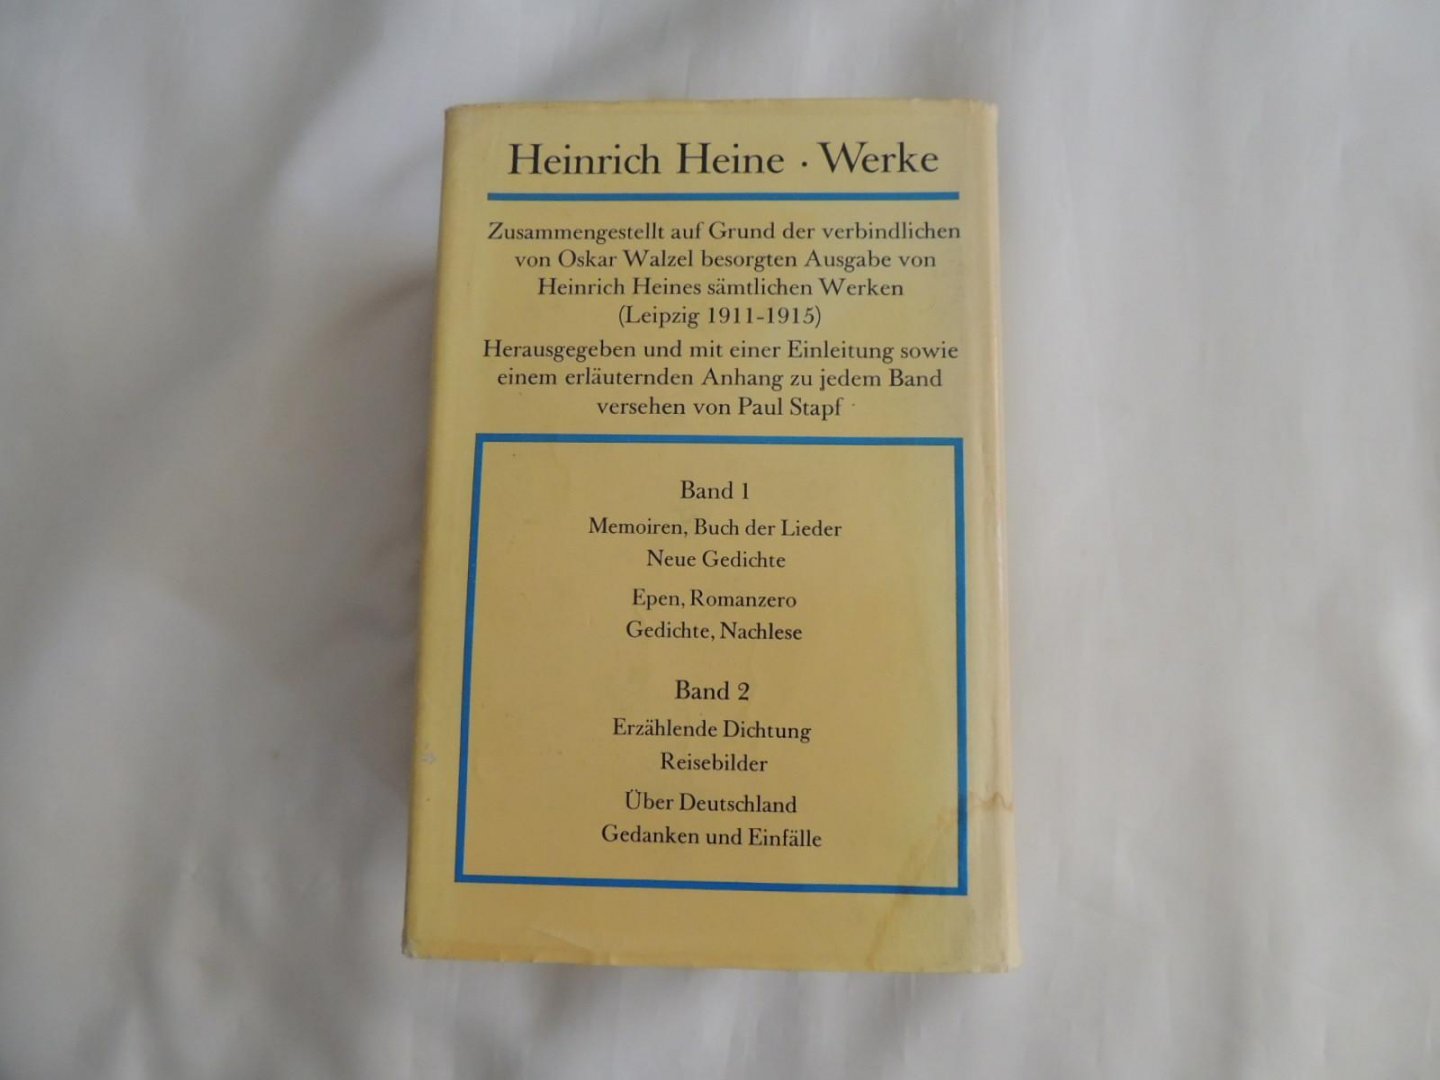 Heinrich Heine · Werke
Zusammengestellt auf Grund der verbindlichen
von Oskar Walzel besorgten Ausgabe von
Heinrich Heines sämtlichen Werken
(Leipzig 1911-1915)
Herausgegeben und mit einer Einleitung sowie
einem erläuternden Anhang zu jedem Band
versehen von Paul Stapf
Band 1
Memoiren, Buch der Lieder
Neue Gedichte
Epen, Romanzero
Gedichte, Nachlese
Band 2
Erzählende Dichtung
Reisebilder
Über Deutschland
Gedanken und Einfälle